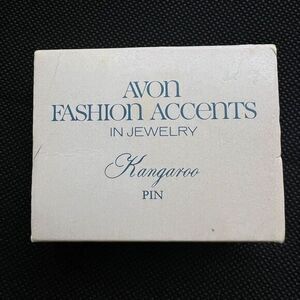 AVON
FASHION ACCENTS
IN JEWELRY
Kangaroo
PIN